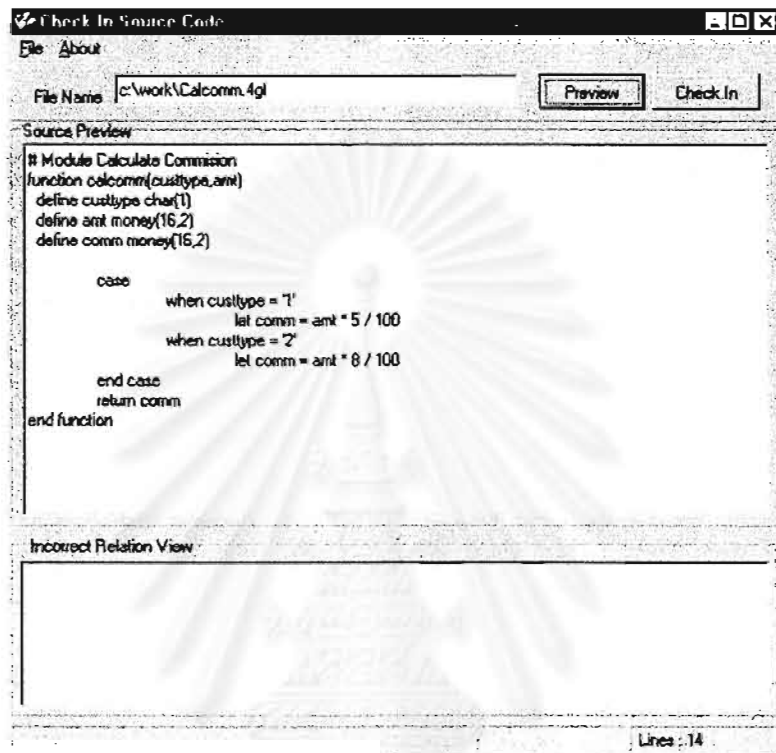 Check In Source Code
File About
File Name c:\work\Calcomm.4gl Preview Check In
Source Preview
# Module Calculate Commision
function calcomm(custtype,amt)
define custtype char(1)
define amt money(16,2)
define comm money(16,2)
case
when custtype = '1'
let comm = amt * 5 / 100
when custtype = '2'
let comm = amt * 8 / 100
end case
return comm
end function
Incorrect Relation View
Lines : 14